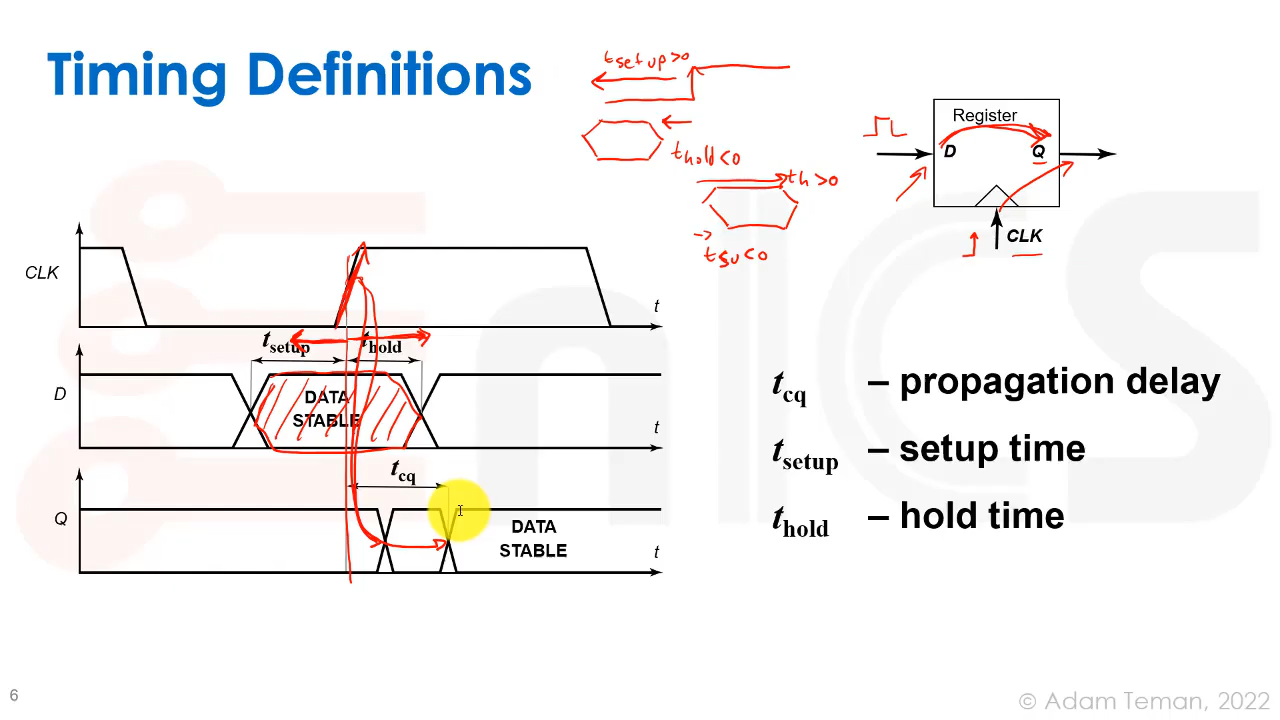 Timing Definitions
tsetup>0
thold<0
th>0
tsu<0
Register
D
Q
CLK
CLK
t
tsetup
thold
D
DATA
STABLE
t
tcq
Q
DATA
STABLE
t
tcq – propagation delay
tsetup – setup time
thold – hold time
6
© Adam Teman, 2022